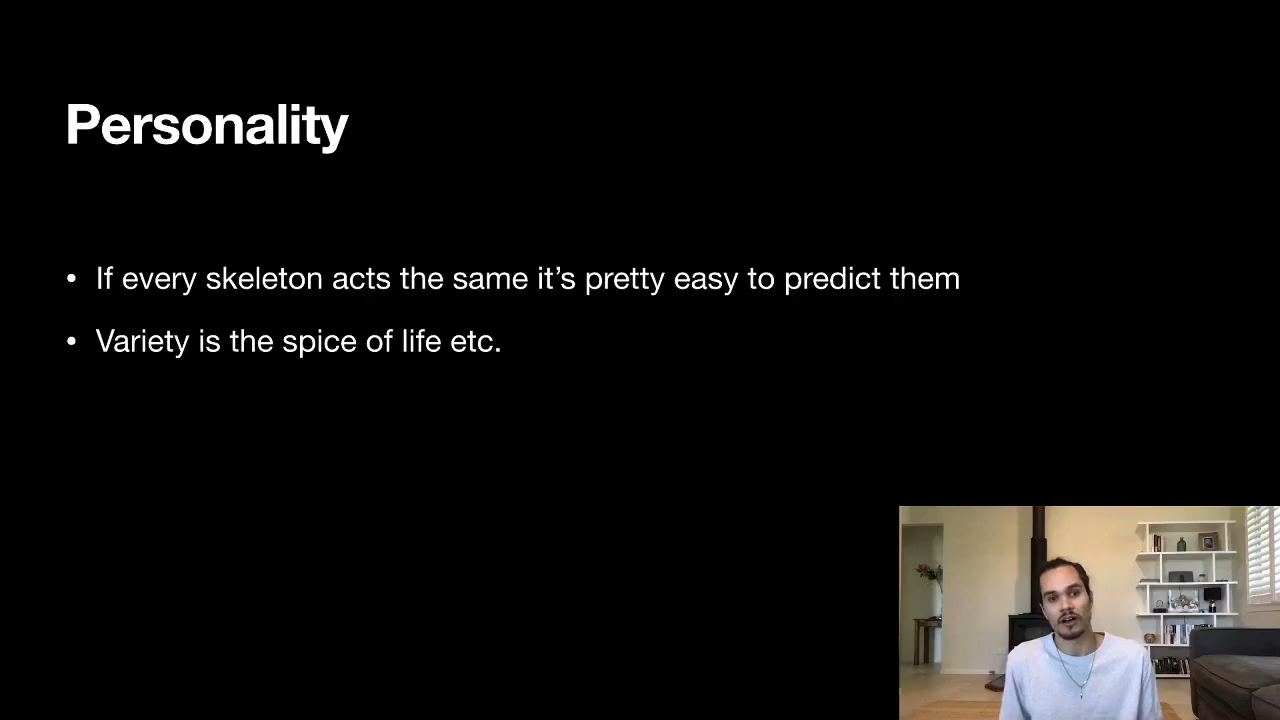 Personality
• If every skeleton acts the same it’s pretty easy to predict them
• Variety is the spice of life etc.